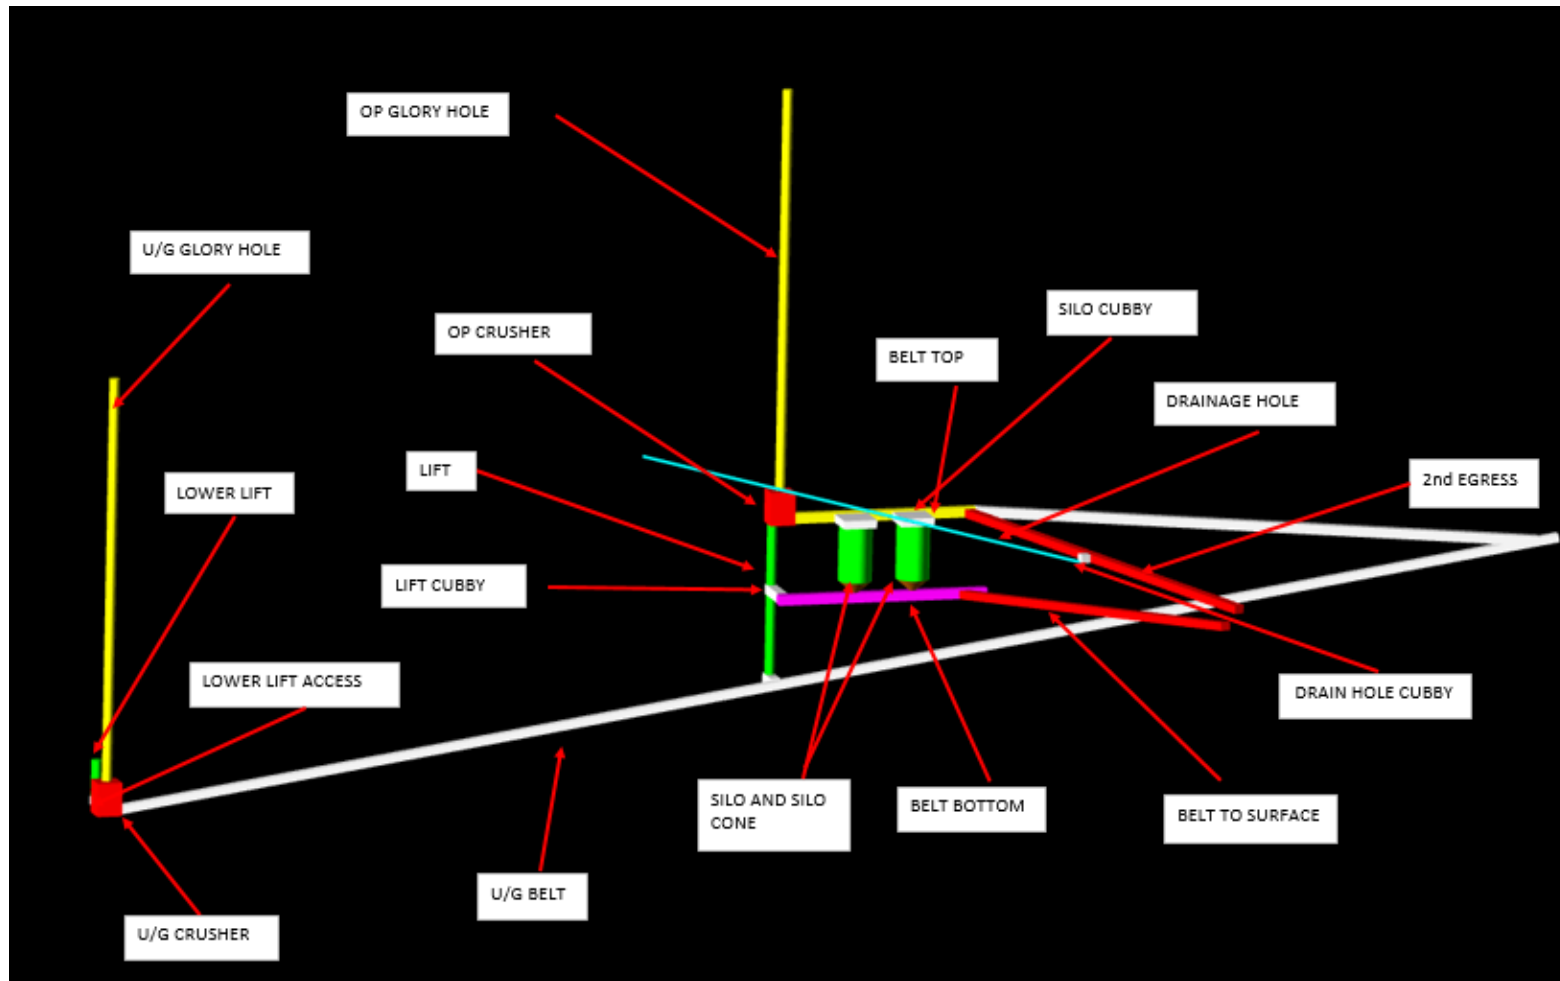 OP GLORY HOLE
U/G GLORY HOLE
SILO CUBBY
OP CRUSHER
BELT TOP
DRAINAGE HOLE
LIFT
2nd EGRESS
LOWER LIFT
LIFT CUBBY
LOWER LIFT ACCESS
DRAIN HOLE CUBBY
SILO AND SILO
CONE
BELT BOTTOM
BELT TO SURFACE
U/G BELT
U/G CRUSHER